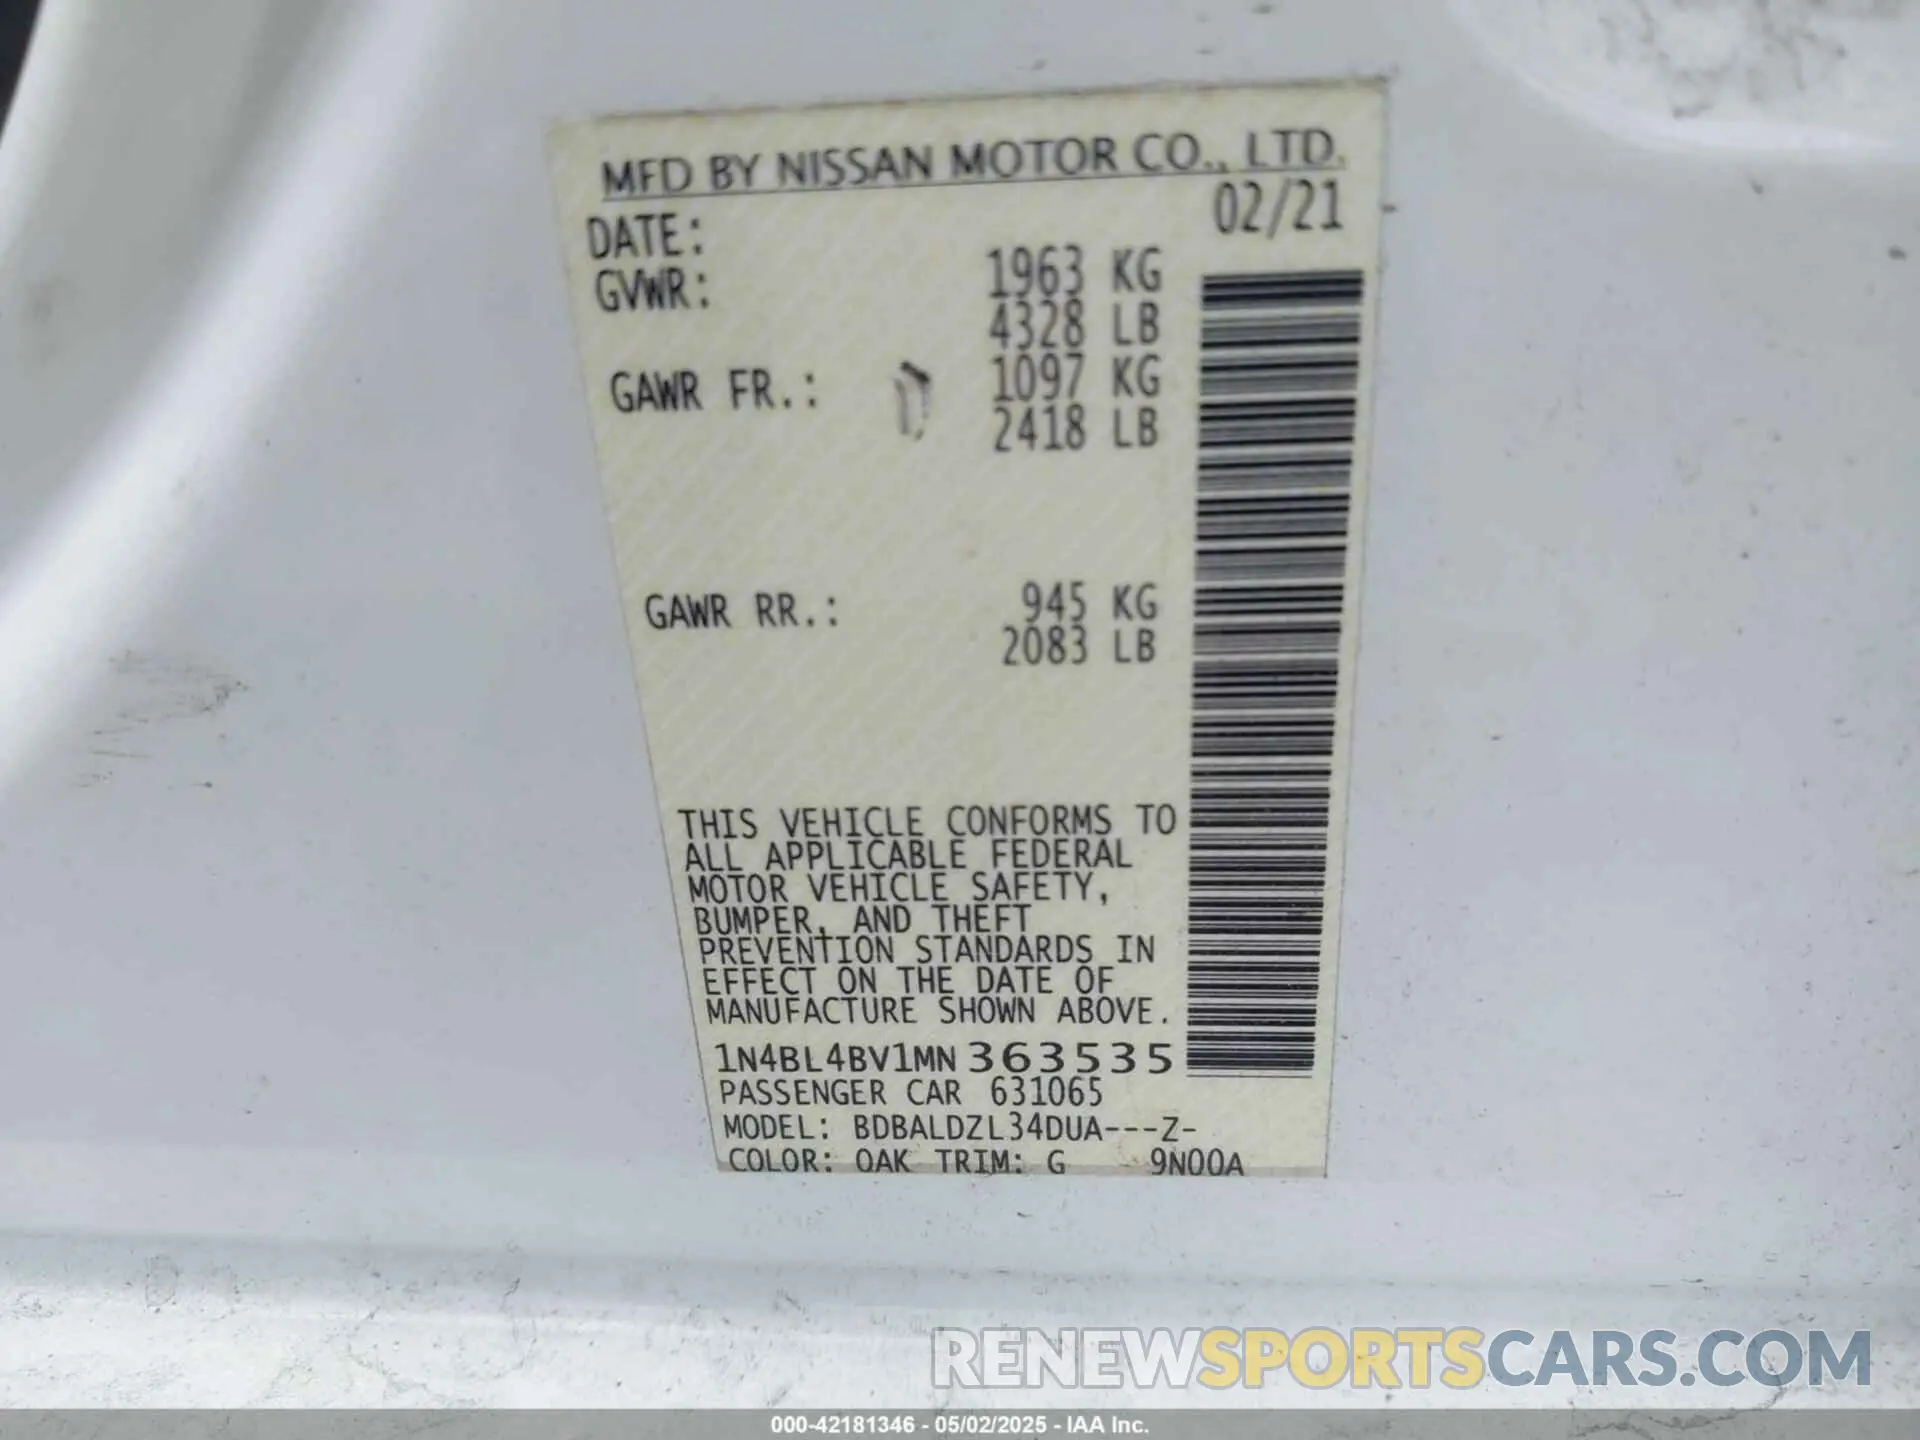 MFD BY NISSAN MOTOR CO., LTD.
DATE: 02/21
GVWR: 1963 KG
4328 LB
GAWR FR.: 1097 KG
2418 LB
GAWR RR.: 945 KG
2083 LB
THIS VEHICLE CONFORMS TO
ALL APPLICABLE FEDERAL
MOTOR VEHICLE SAFETY,
BUMPER, AND THEFT
PREVENTION STANDARDS IN
EFFECT ON THE DATE OF
MANUFACTURE SHOWN ABOVE.
1N4BL4BV1MN363535
PASSENGER CAR 631065
MODEL: BDBALDZL34DUA---Z-
COLOR: QAK TRIM: G 9N00A
RENEWSPORTSCARS.COM
000-42181346 - 05/02/2025 - IAA Inc.